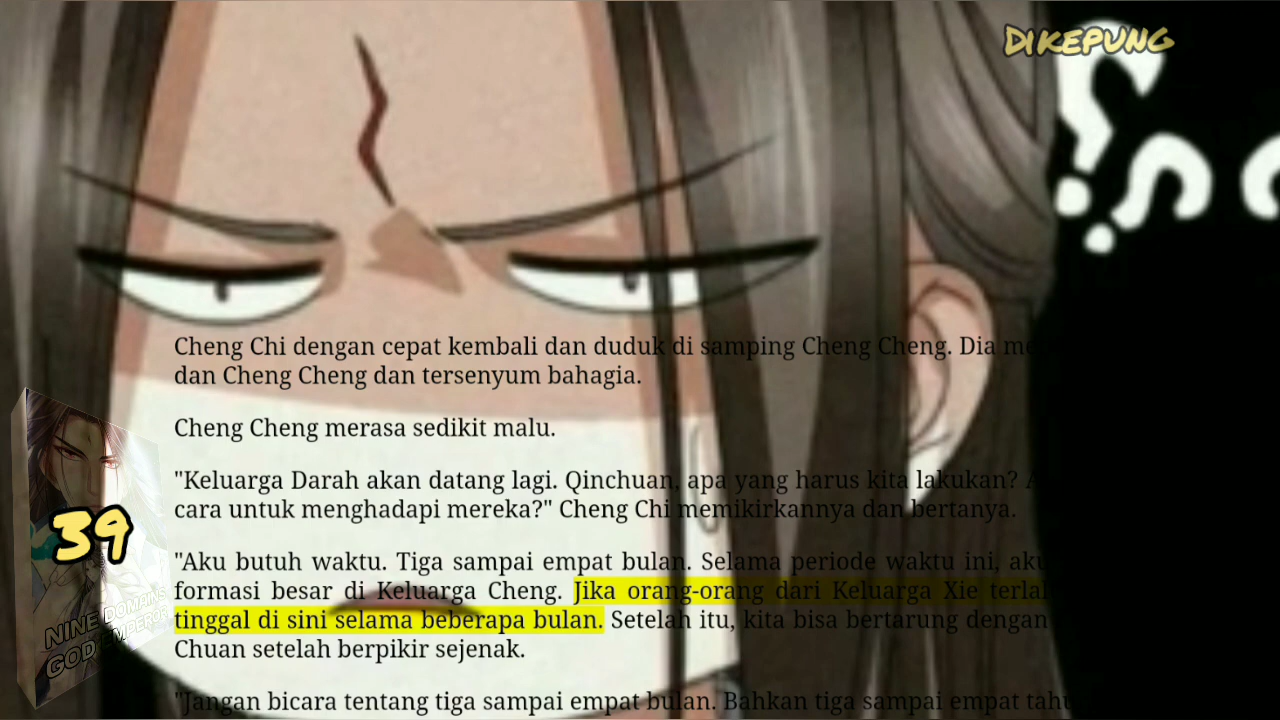 DIKEPUNG
? ? ?
Cheng Chi dengan cepat kembali dan duduk di samping Cheng Cheng. Dia
dan Cheng Cheng dan tersenyum bahagia.
Cheng Cheng merasa sedikit malu.
"Keluarga Darah akan datang lagi. Qinchuan, apa yang harus kita lakukan?
cara untuk menghadapi mereka?" Cheng Chi memikirkannya dan bertanya.
"Aku butuh waktu. Tiga sampai empat bulan. Selama periode waktu ini, aku
formasi besar di Keluarga Cheng. Jika orang-orang dari Keluarga Xie
tinggal di sini selama beberapa bulan. Setelah itu, kita bisa bertarung dengan
Chuan setelah berpikir sejenak.
"Jangan bicara tentang tiga sampai empat bulan. Bahkan tiga sampai empat
39
NINE DOMAINS
GOD EMPEROR